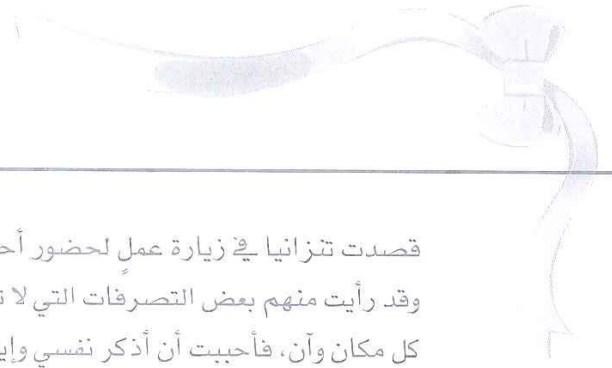 قصدت تنزانيا في زيارة عملٍ لحضور أحد
وقد رأيت منهم بعض التصرفات التي لا
كل مكان وآن، فأحببت أن أذكر نفسي